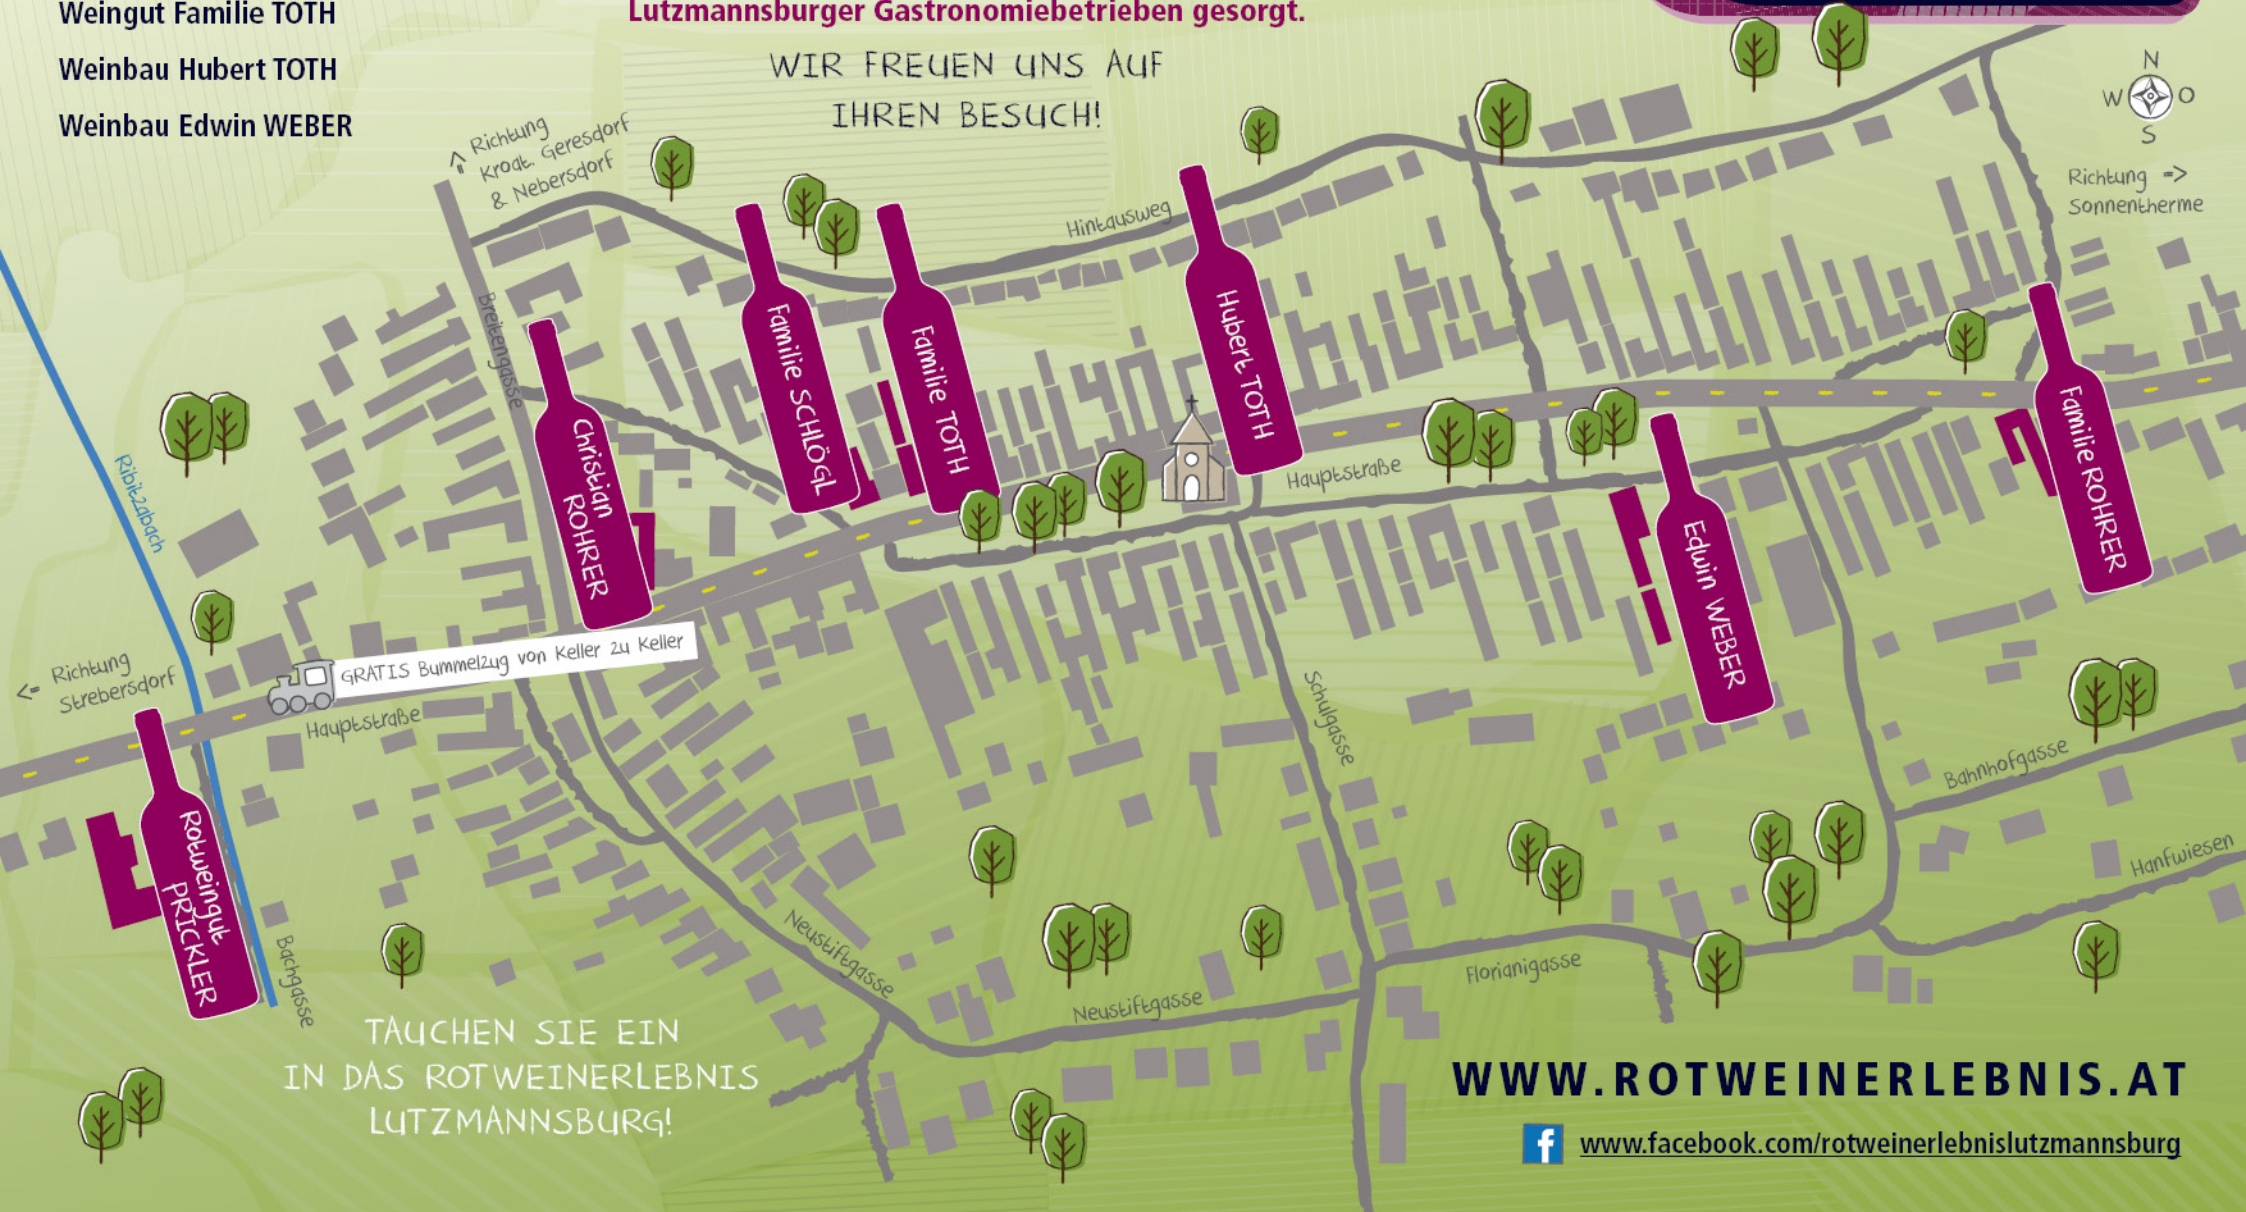 Weingut Familie TOTH
Weinbau Hubert TOTH
Weinbau Edwin WEBER
Lutzmannsburger Gastronomiebetrieben gesorgt.
WIR FREUEN UNS AUF
IHREN BESUCH!
N
W O
S
Richtung
Kroat. Geresdorf
& Nebersdorf
Richtung
Sonnentherme
Hintausweg
Breitengasse
Familie SCHLÖGL
Familie TOTH
Hubert TOTH
Christian
ROHRER
Familie ROHRER
Edwin WEBER
Ribitzabach
Hauptstraße
Richtung
Strebersdorf
GRATIS Bummelzug von Keller zu Keller
Hauptstraße
Rotweingut
PRICKLER
Bachgasse
Schulgasse
Bahnhofgasse
Hanfwiesen
Neustiftgasse
Neustiftgasse
Florianigasse
TAUCHEN SIE EIN
IN DAS ROTWEINERLEBNIS
LUTZMANNSBURG!
WWW.ROTWEINERLEBNIS.AT
f www.facebook.com/rotweinerlebnislutzmannsburg